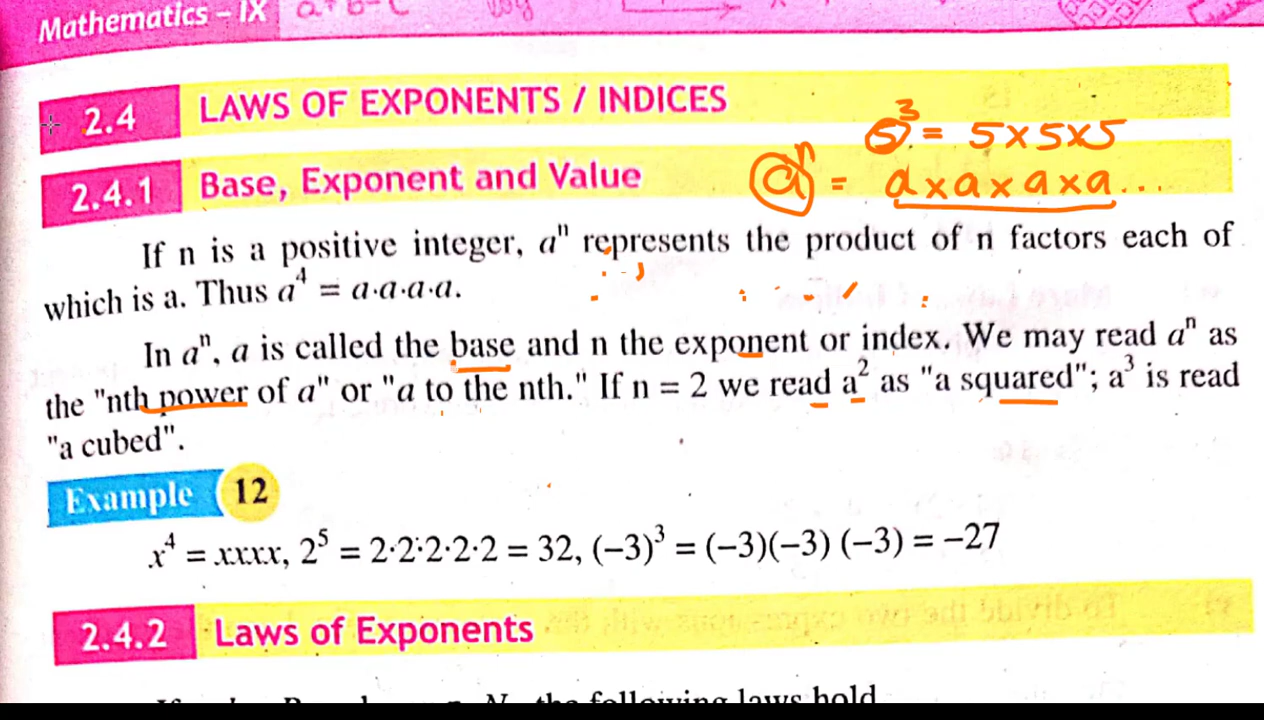 Mathematics – IX a+b=c
2.4 LAWS OF EXPONENTS / INDICES
5³ = 5×5×5
2.4.1 Base, Exponent and Value
aⁿ = a×a×a×a...
If n is a positive integer, aⁿ represents the product of n factors each of
which is a. Thus a⁴ = a·a·a·a.
In aⁿ, a is called the base and n the exponent or index. We may read aⁿ as
the "nth power of a" or "a to the nth." If n = 2 we read a² as "a squared"; a³ is read
"a cubed".
Example 12
x⁴ = xxxx, 2⁵ = 2·2·2·2·2 = 32, (–3)³ = (–3)(–3) (–3) = –27
2.4.2 Laws of Exponents
the following laws hold